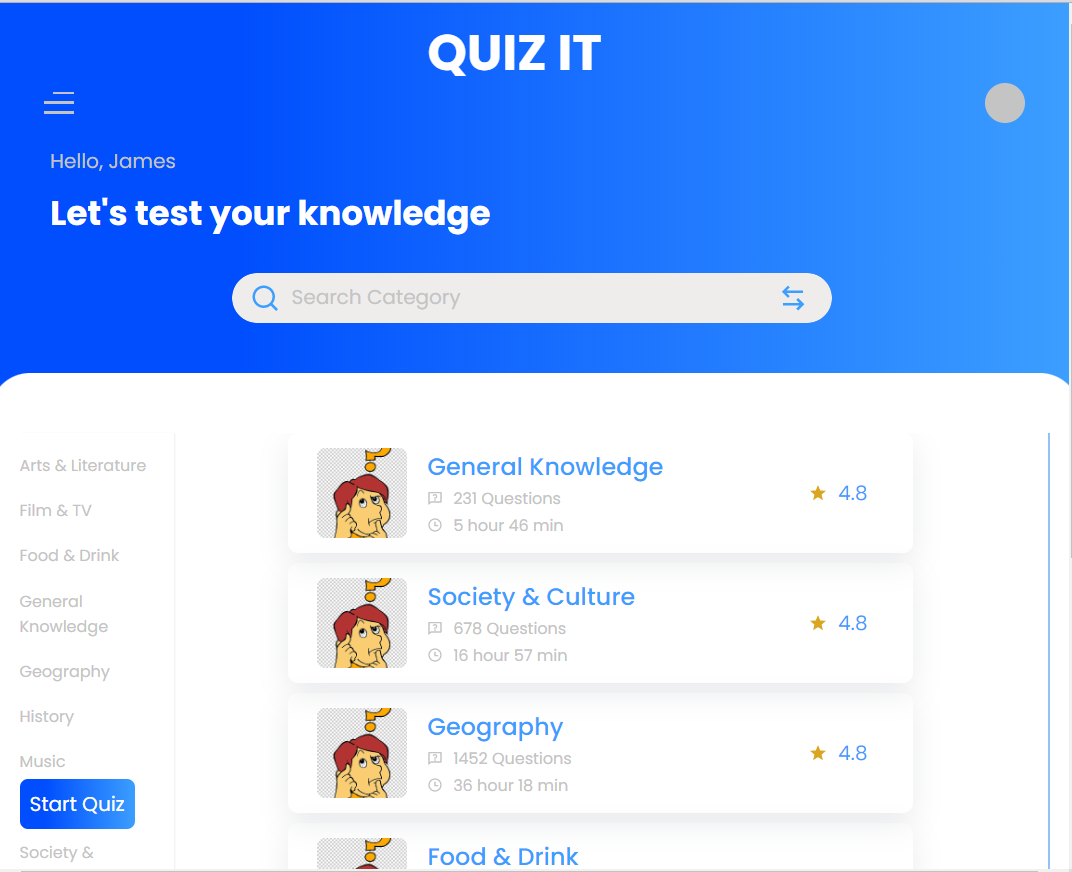 QUIZ IT
Hello, James
Let's test your knowledge
Search Category
Arts & Literature
Film & TV
Food & Drink
General
Knowledge
Geography
History
Music
Start Quiz
Society &
General Knowledge
231 Questions
5 hour 46 min
4.8
Society & Culture
678 Questions
16 hour 57 min
4.8
Geography
1452 Questions
36 hour 18 min
4.8
Food & Drink